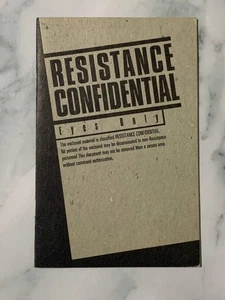 RESISTANCE
CONFIDENTIAL
Eyes Only
The enclosed material is classified RESISTANCE CONFIDENTIAL.
No portion of the enclosed may be disseminated to non-Resistance
personnel. This document may not be removed from a secure area
without command authorization.